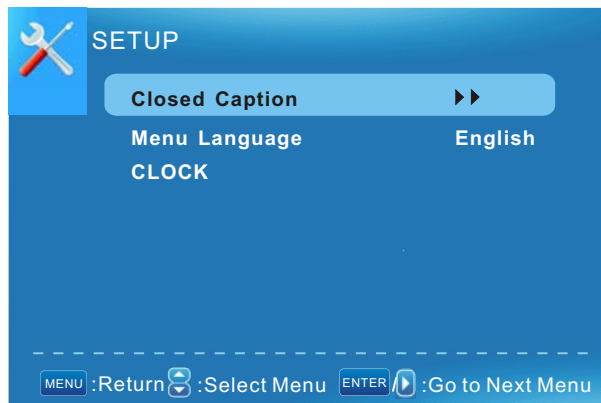 SETUP
Closed Caption
Menu Language English
CLOCK
MENU :Return :Select Menu ENTER / :Go to Next Menu